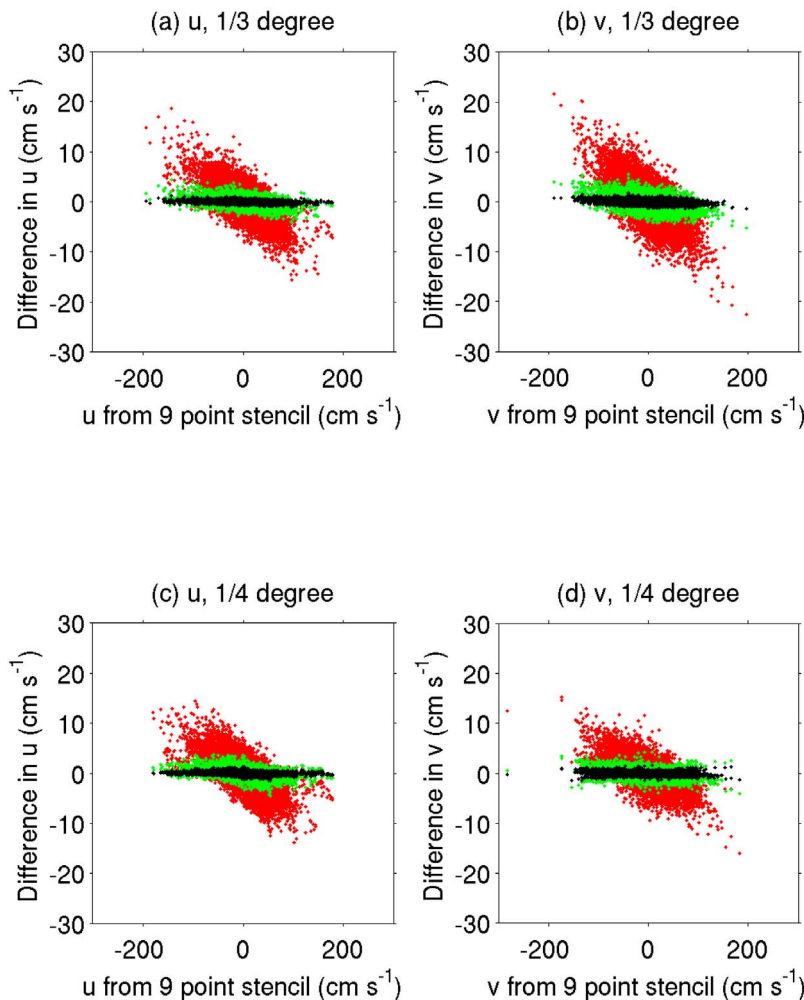 (a) u, 1/3 degree
30
20
10
0
-10
-20
-30
Difference in u (cm s⁻¹)
-200 0 200
u from 9 point stencil (cm s⁻¹)
(b) v, 1/3 degree
30
20
10
0
-10
-20
-30
Difference in v (cm s⁻¹)
-200 0 200
v from 9 point stencil (cm s⁻¹)
(c) u, 1/4 degree
30
20
10
0
-10
-20
-30
Difference in u (cm s⁻¹)
-200 0 200
u from 9 point stencil (cm s⁻¹)
(d) v, 1/4 degree
30
20
10
0
-10
-20
-30
Difference in v (cm s⁻¹)
-200 0 200
v from 9 point stencil (cm s⁻¹)